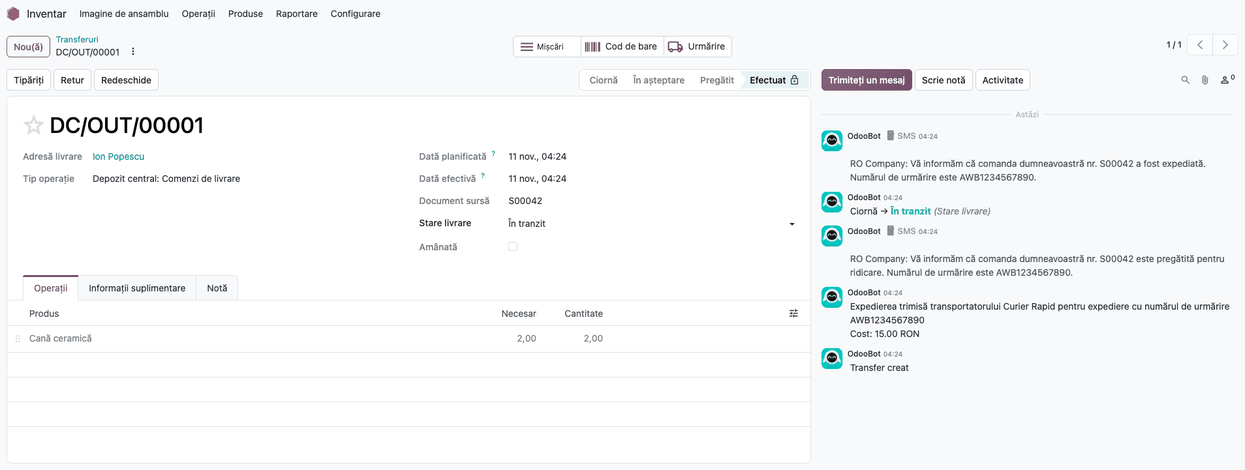 Inventar Imagine de ansamblu Operații Produse Raportare Configurare
Nou(ă)
Transferuri
DC/OUT/00001
Mișcări Cod de bare Urmărire
1 / 1
Tipăriți Retur Redeschide
Ciornă În așteptare Pregătit Efectuat
Trimiteți un mesaj Scrie notă Activitate
0
DC/OUT/00001
Adresă livrare Ion Popescu
Tip operație Depozit central: Comenzi de livrare
Dată planificată ? 11 nov., 04:24
Dată efectivă ? 11 nov., 04:24
Document sursă S00042
Stare livrare În tranzit
Amânată
Operații Informații suplimentare Notă
Produs Necesar Cantitate
Cană ceramică 2,00 2,00
Astăzi
OdooBot SMS 04:24
RO Company: Vă informăm că comanda dumneavoastră nr. S00042 a fost expediată.
Numărul de urmărire este AWB1234567890.
OdooBot 04:24
Ciornă → În tranzit (Stare livrare)
OdooBot SMS 04:24
RO Company: Vă informăm că comanda dumneavoastră nr. S00042 este pregătită pentru
ridicare. Numărul de urmărire este AWB1234567890.
OdooBot 04:24
Expedierea trimisă transportatorului Curier Rapid pentru expediere cu numărul de urmărire
AWB1234567890
Cost: 15.00 RON
OdooBot 04:24
Transfer creat